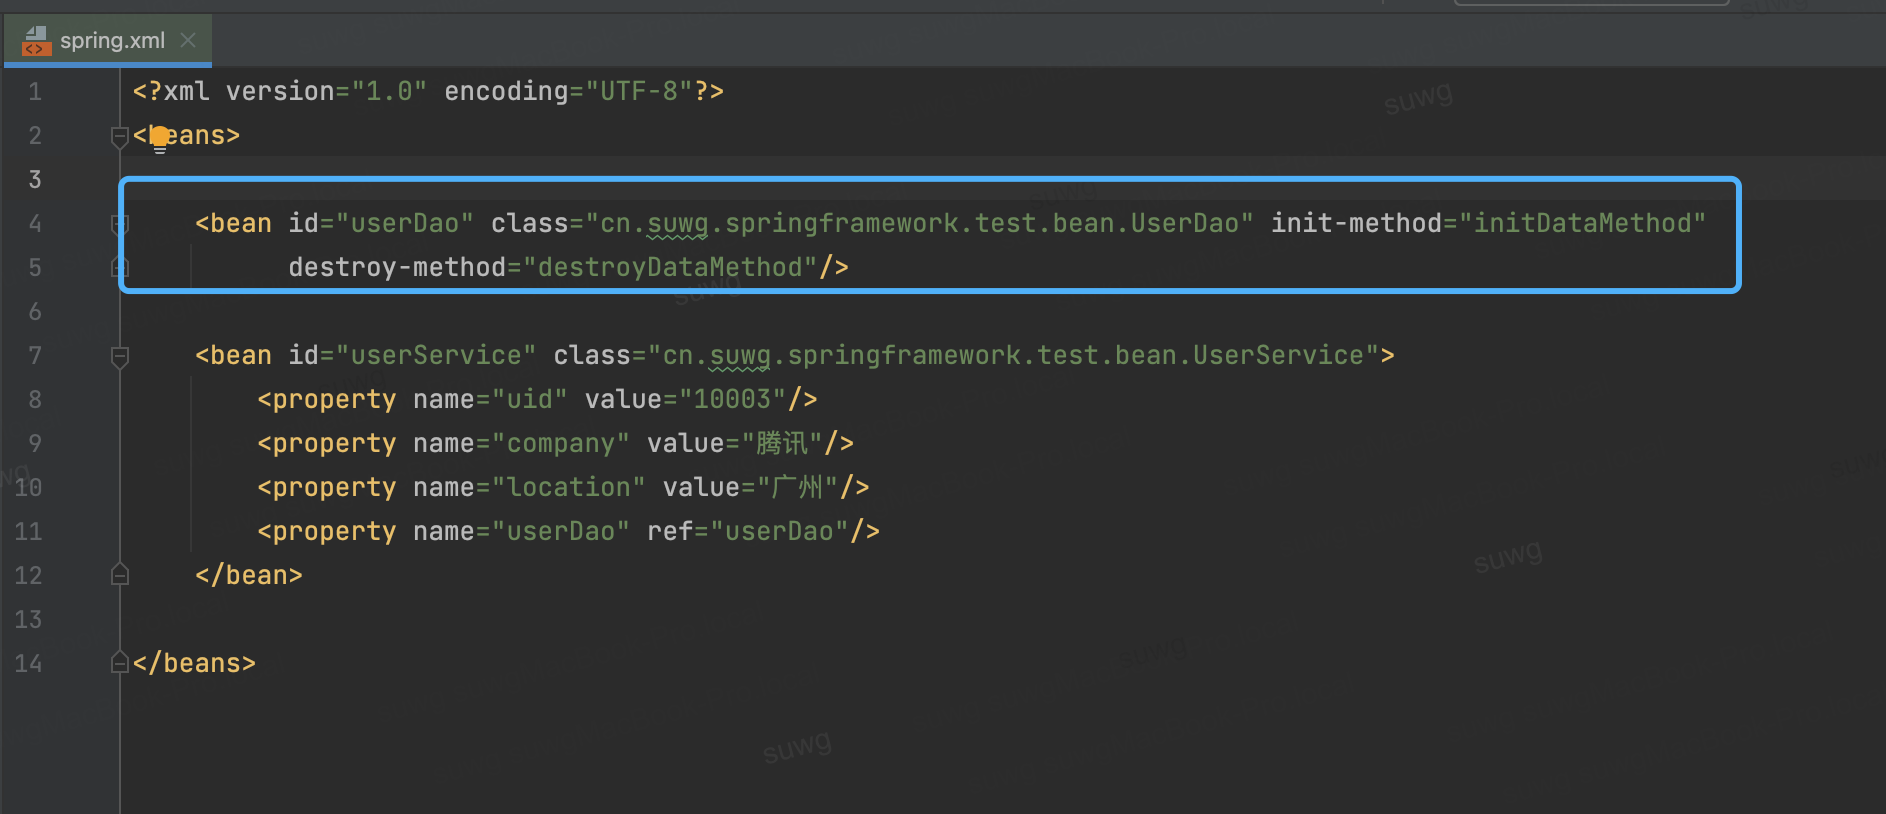 spring.xml
1 <?xml version="1.0" encoding="UTF-8"?>
2 <beans>
3
4 <bean id="userDao" class="cn.suwg.springframework.test.bean.UserDao" init-method="initDataMethod"
5 destroy-method="destroyDataMethod"/>
6
7 <bean id="userService" class="cn.suwg.springframework.test.bean.UserService">
8 <property name="uid" value="10003"/>
9 <property name="company" value="腾讯"/>
10 <property name="location" value="广州"/>
11 <property name="userDao" ref="userDao"/>
12 </bean>
13
14 </beans>
suwg
suwg
suwg
suwg
suwg
suwg